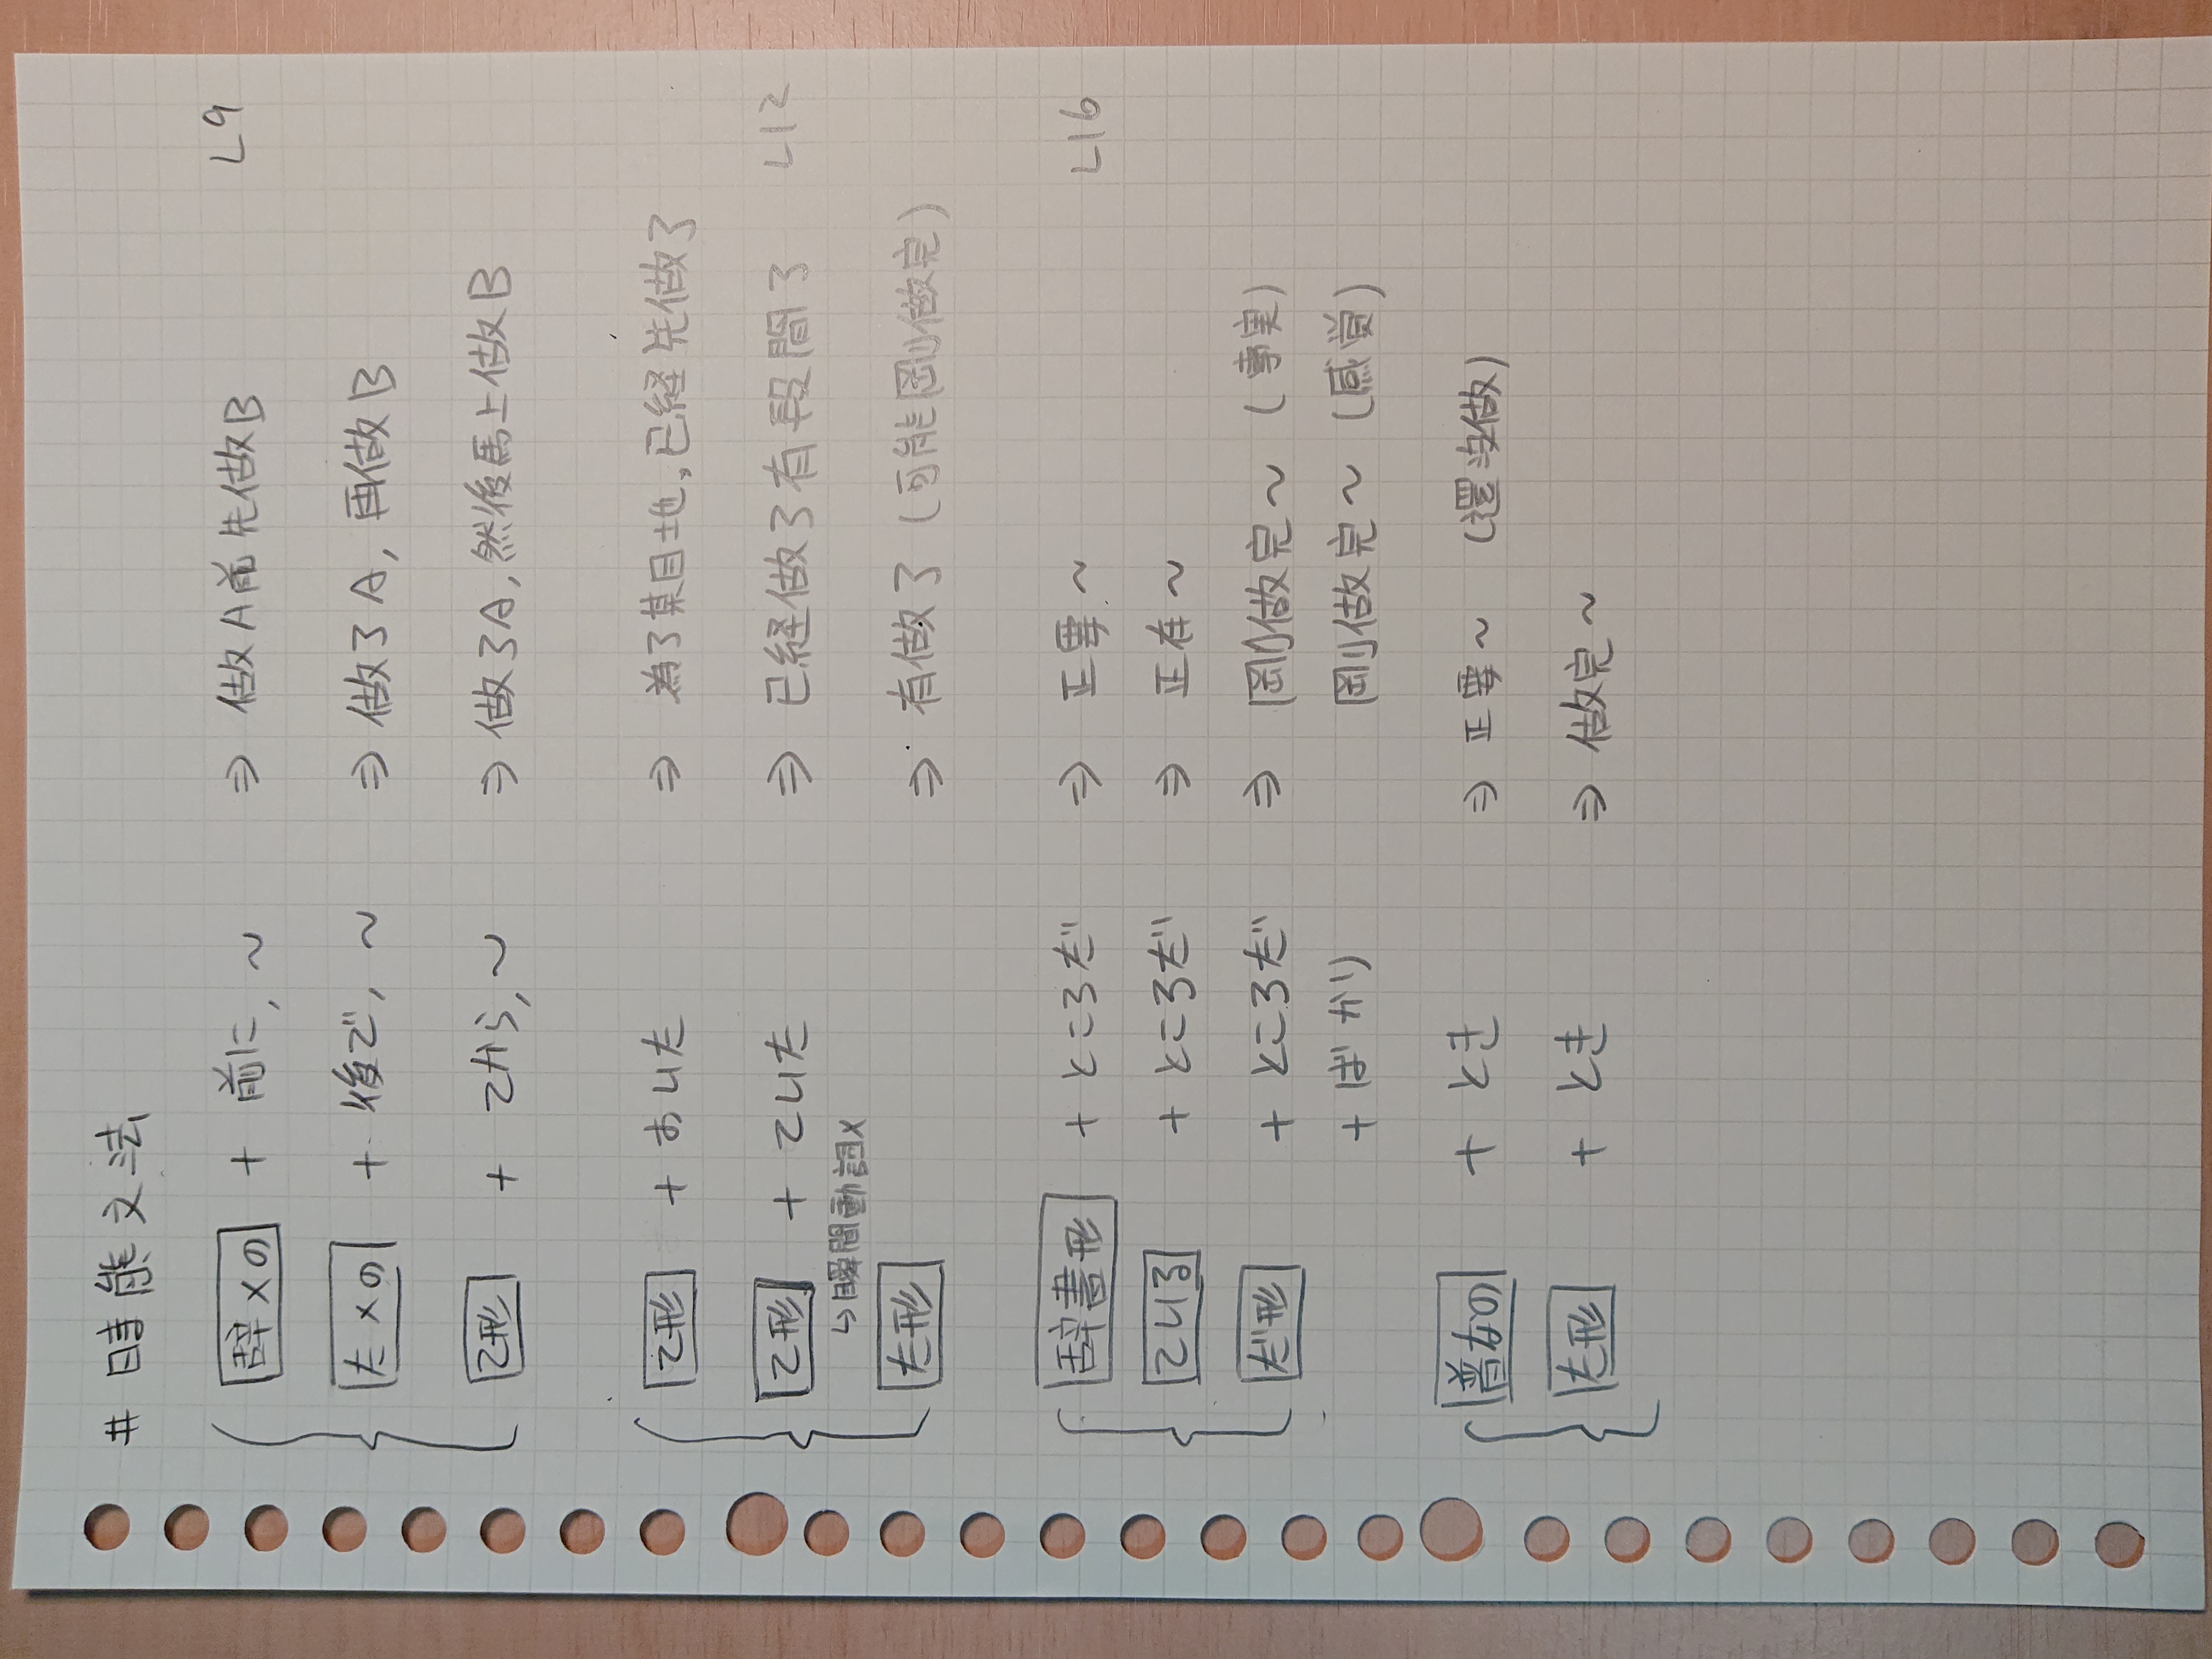 # 時態文法
辞×の + 前に, ~ ⇒ 做A前先做B L9
た×の + 後で, ~ ⇒ 做了A, 再做B
て形 + てから, ~ ⇒ 做了A, 然後馬上做B
て形 + おいた ⇒ 為了某目地, 已経先做了
て形 + ていた ⇒ 已経做了有段間了 L12
↳瞬間動詞×
た形 ⇒ 有做了 (可能剛做完)
辞書形 + ところだ ⇒ 正要~ L16
ている + ところだ ⇒ 正在~
だ形 + ところだ ⇒ 剛做完~ (事実)
+ ばかり 剛做完~ (感覚)
普なの + とき ⇒ 正要~ (還没做)
た形 + とき ⇒ 做完~